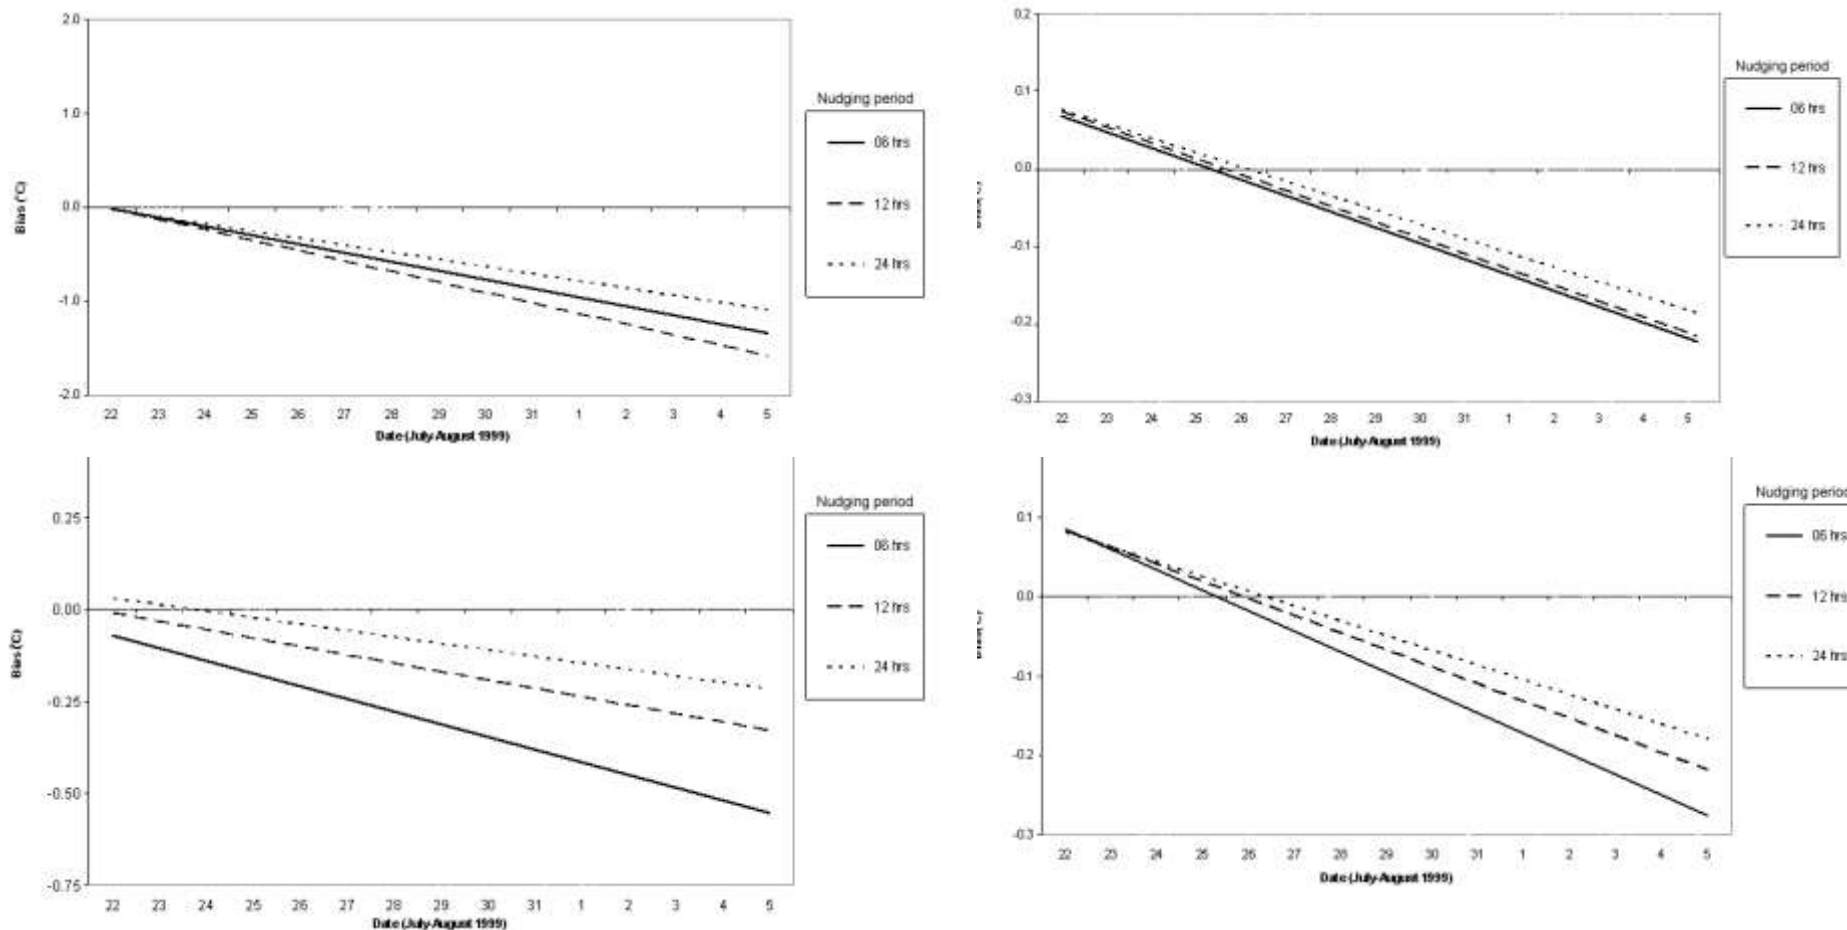 2.0
1.0
0.0
-1.0
-2.0
Bias (°C)
22 23 24 25 26 27 28 29 30 31 1 2 3 4 5
Date (July-August 1999)
Nudging period
06 hrs
12 hrs
24 hrs
0.2
0.1
0.0
-0.1
-0.2
-0.3
22 23 24 25 26 27 28 29 30 31 1 2 3 4 5
Date (July-August 1999)
Nudging period
06 hrs
12 hrs
24 hrs
0.25
0.00
-0.25
-0.50
-0.75
Bias (°C)
22 23 24 25 26 27 28 29 30 31 1 2 3 4 5
Date (July-August 1999)
Nudging period
06 hrs
12 hrs
24 hrs
0.1
0.0
-0.1
-0.2
-0.3
22 23 24 25 26 27 28 29 30 31 1 2 3 4 5
Date (July-August 1999)
Nudging period
06 hrs
12 hrs
24 hrs